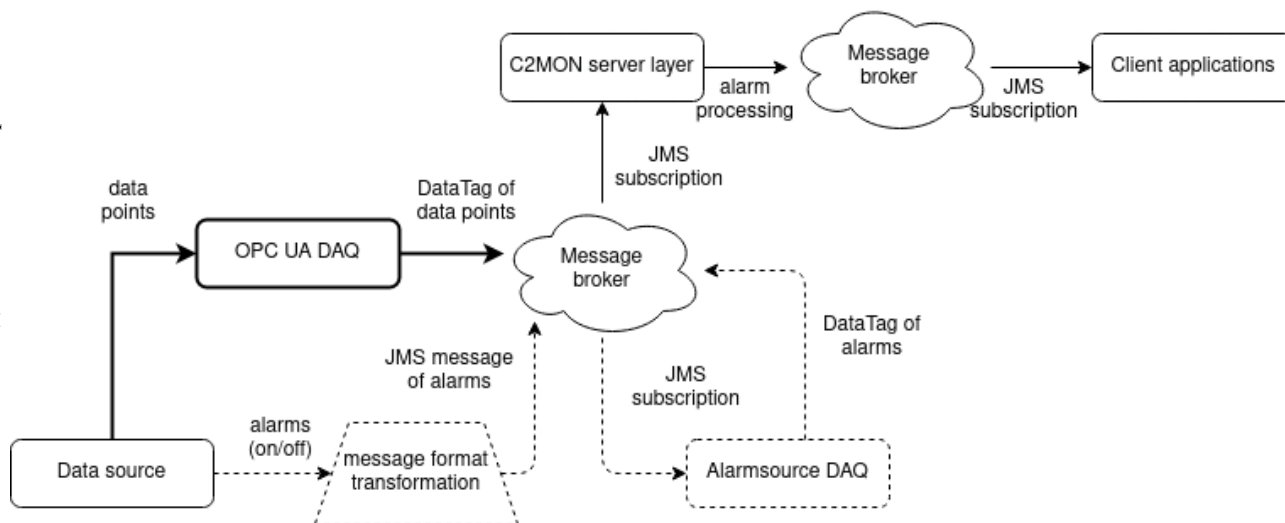 C2MON server layer
alarm
processing
Message
broker
JMS
subscription
Client applications
JMS
subscription
data
points
DataTag of
data points
OPC UA DAQ
Message
broker
JMS message
of alarms
JMS
subscription
DataTag of
alarms
Data source
alarms
(on/off)
message format
transformation
Alarmsource DAQ